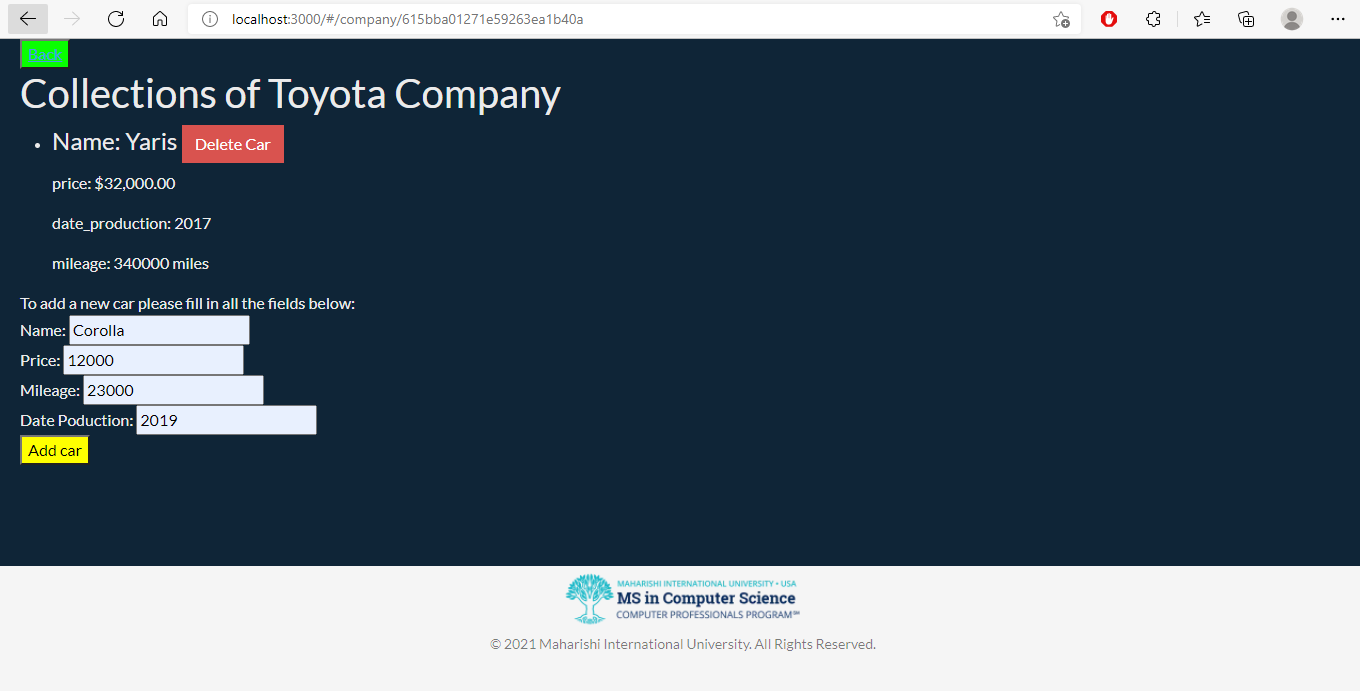 localhost:3000/#/company/615bba01271e59263ea1b40a
Back
Collections of Toyota Company
• Name: Yaris Delete Car
price: $32,000.00
date_production: 2017
mileage: 340000 miles
To add a new car please fill in all the fields below:
Name: Corolla
Price: 12000
Mileage: 23000
Date Poduction: 2019
Add car
MAHARISHI INTERNATIONAL UNIVERSITY • USA
MS in Computer Science
COMPUTER PROFESSIONALS PROGRAM℠
© 2021 Maharishi International University. All Rights Reserved.